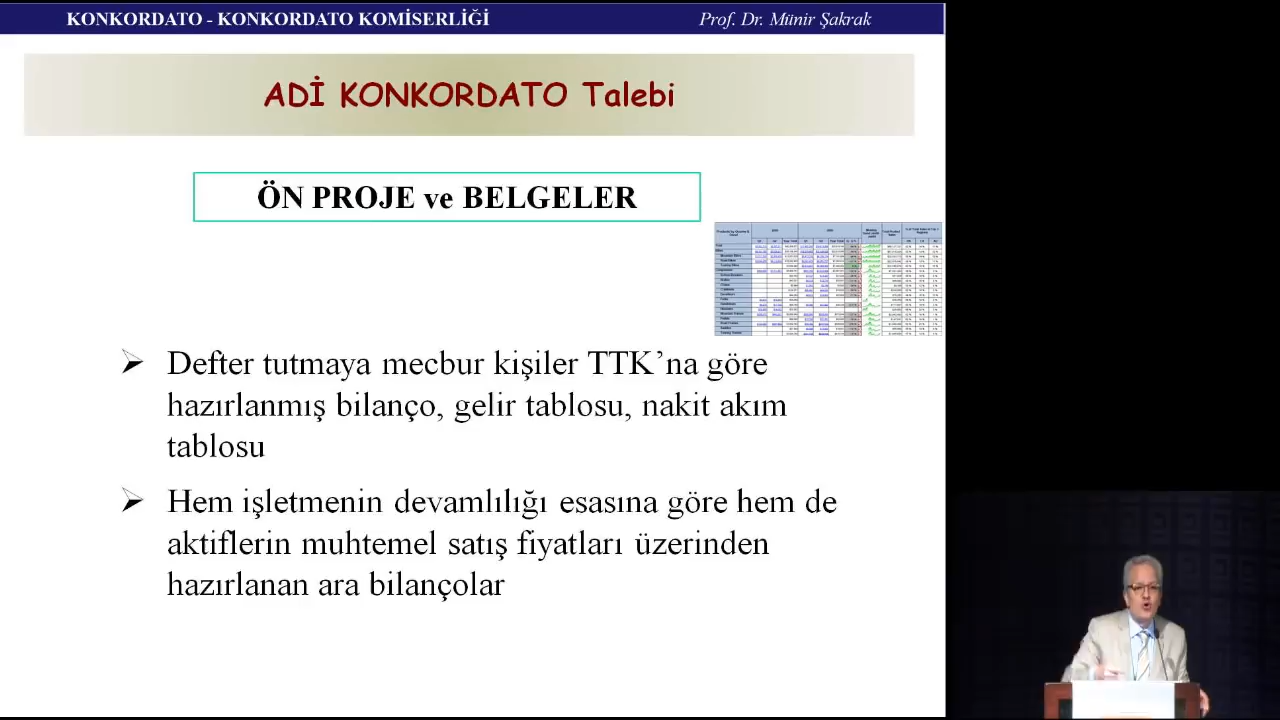 KONKORDATO - KONKORDATO KOMİSERLİĞİ
Prof. Dr. Münir Şakrak
ADİ KONKORDATO Talebi
ÖN PROJE ve BELGELER
➢ Defter tutmaya mecbur kişiler TTK’na göre
hazırlanmış bilanço, gelir tablosu, nakit akım
tablosu
➢ Hem işletmenin devamlılığı esasına göre hem de
aktiflerin muhtemel satış fiyatları üzerinden
hazırlanan ara bilançolar